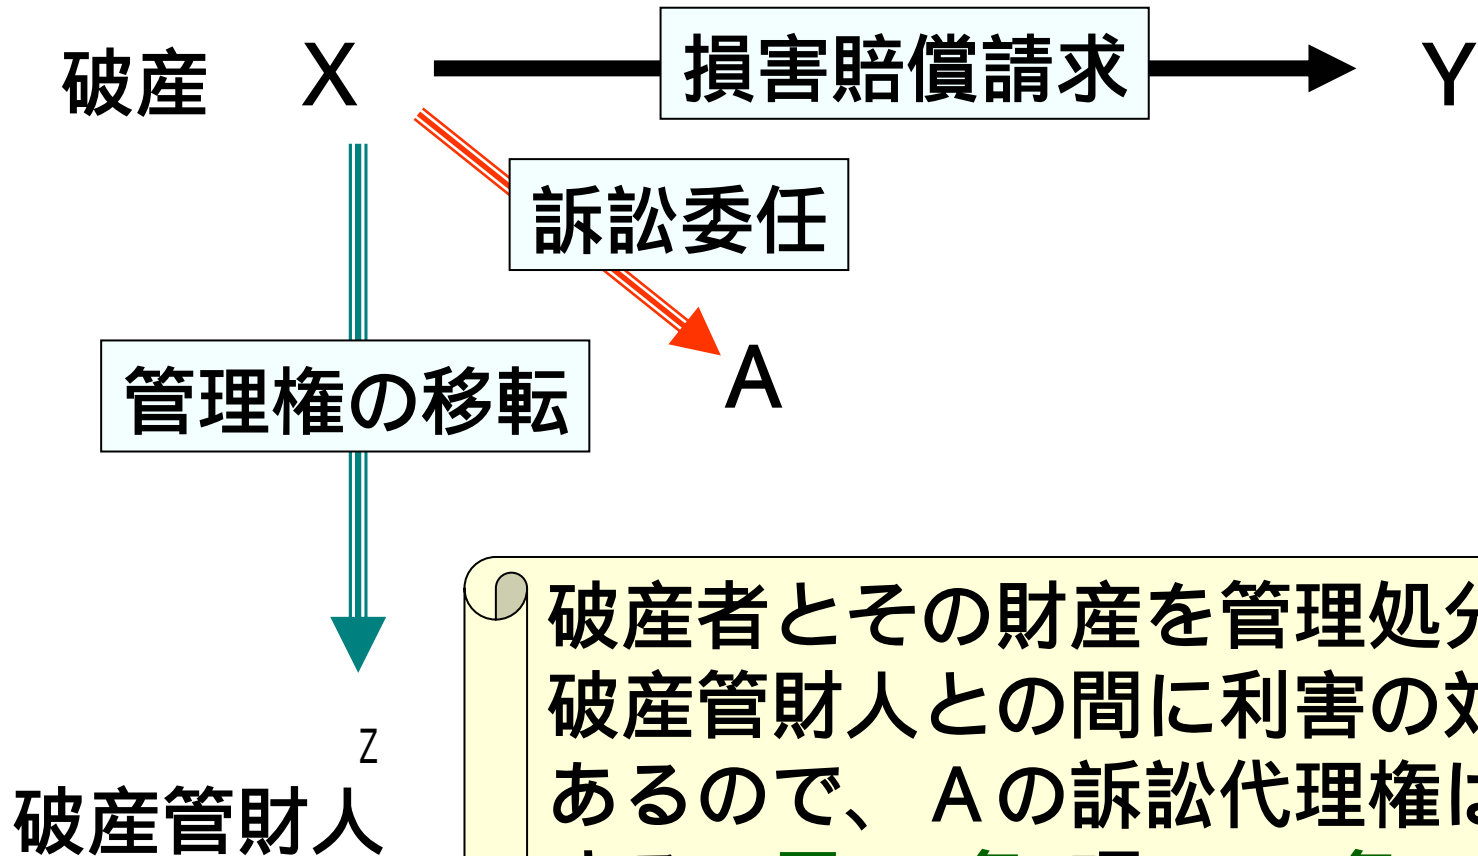 破産 X 損害賠償請求 Y
訴訟委任
A
管理権の移転
Z
破産管財人
破産者とその財産を管理処
破産管財人との間に利害の
あるので、Aの訴訟代理権は